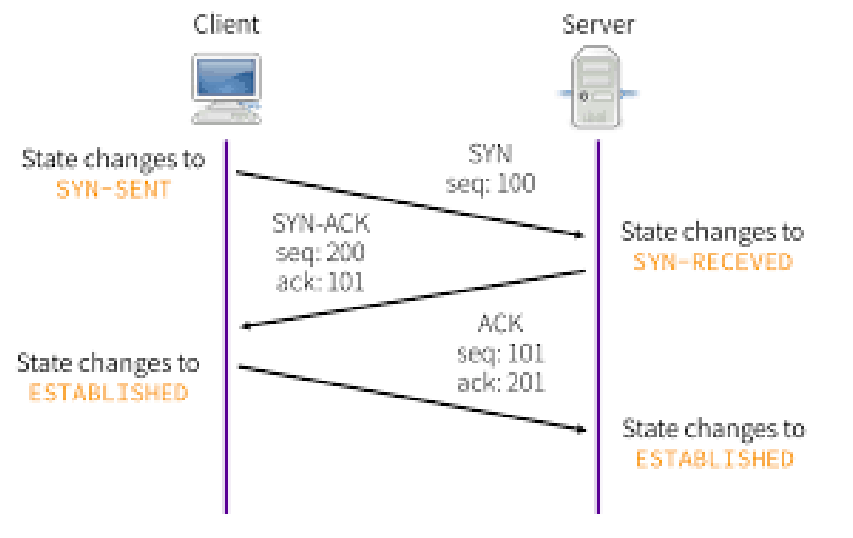 Client
Server
State changes to
SYN-SENT
SYN
seq: 100
SYN-ACK
seq: 200
ack: 101
State changes to
SYN-RECEVED
ACK
seq: 101
ack: 201
State changes to
ESTABLISHED
State changes to
ESTABLISHED